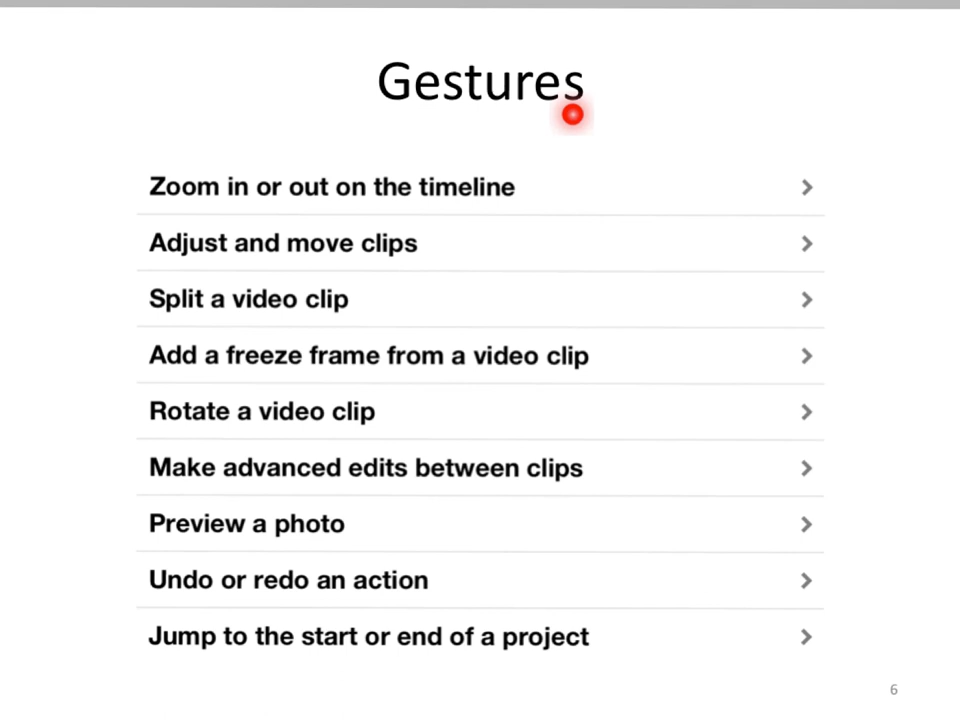 Gestures
Zoom in or out on the timeline
Adjust and move clips
Split a video clip
Add a freeze frame from a video clip
Rotate a video clip
Make advanced edits between clips
Preview a photo
Undo or redo an action
Jump to the start or end of a project
6